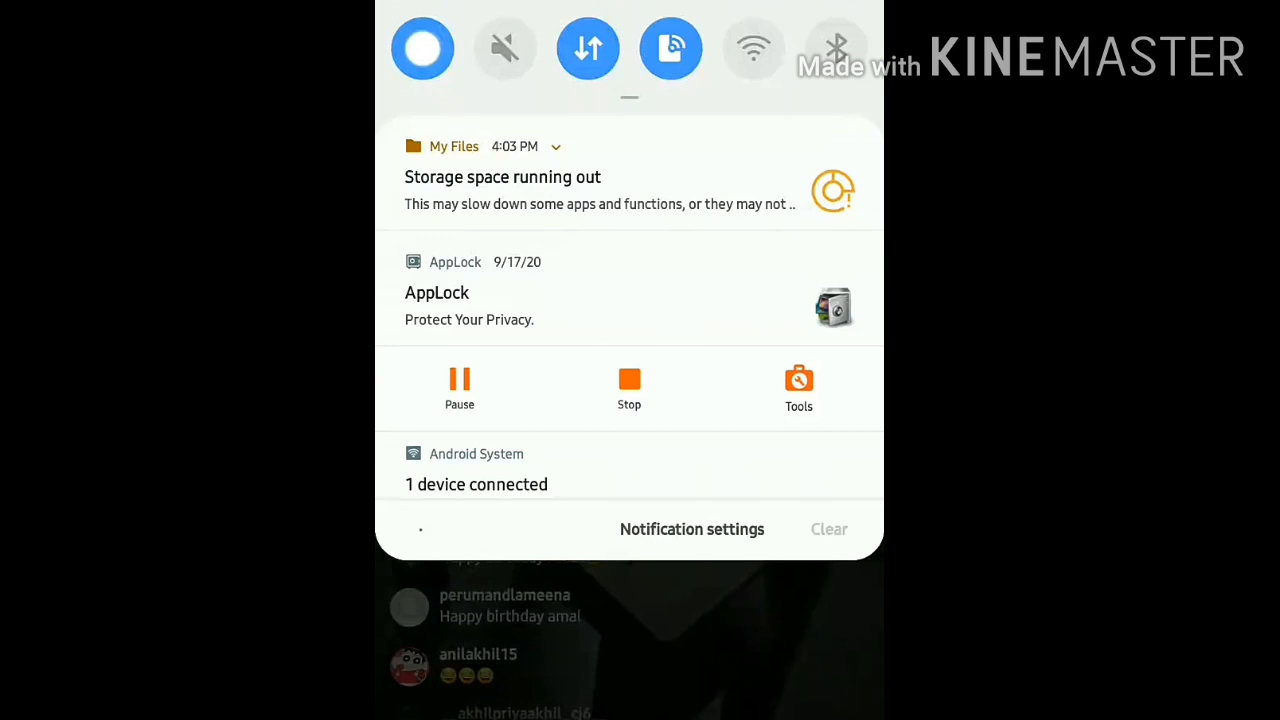 Made with KINEMASTER
My Files 4:03 PM
Storage space running out
This may slow down some apps and functions, or they may not ..
AppLock 9/17/20
AppLock
Protect Your Privacy.
Pause Stop Tools
Android System
1 device connected
Notification settings Clear
perumandlameena
Happy birthday amal
anilakhil15